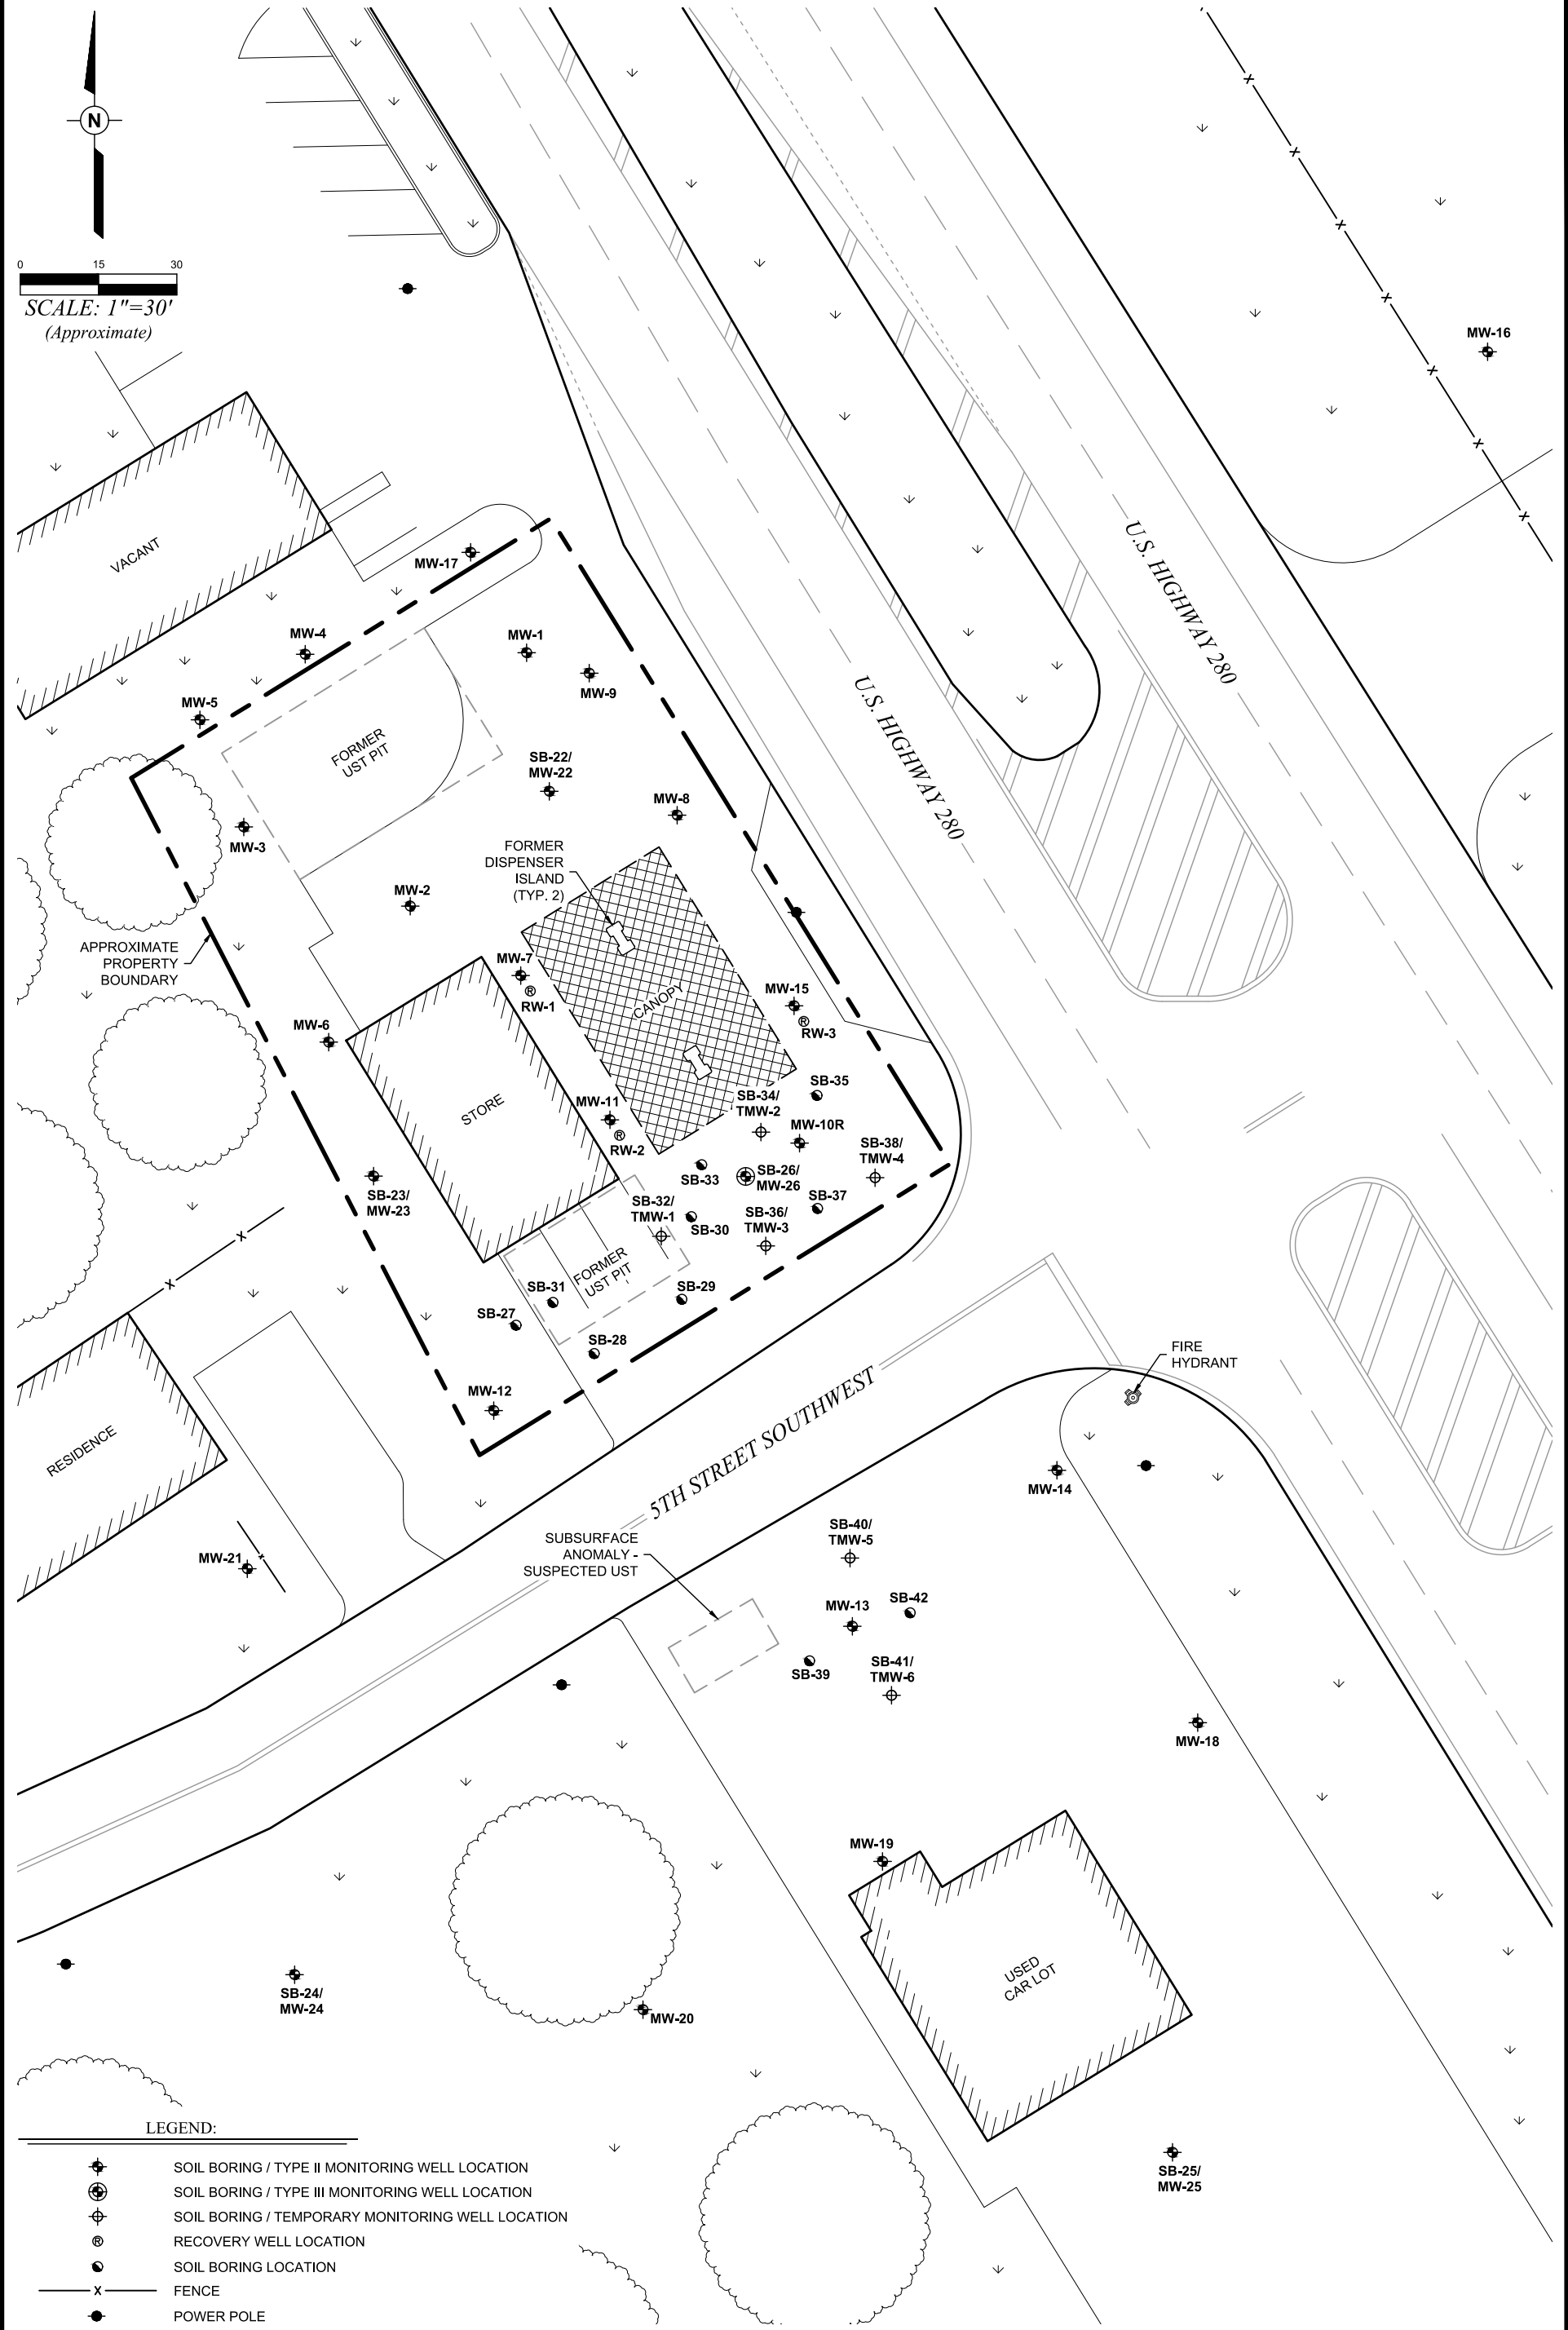 N
0 15 30
SCALE: 1"=30'
(Approximate)
MW-16
U.S. HIGHWAY 280
U.S. HIGHWAY 280
VACANT
MW-17
MW-4
MW-1
MW-9
MW-5
FORMER
UST PIT
SB-22/
MW-22
MW-8
MW-3
FORMER
DISPENSER
ISLAND
(TYP. 2)
MW-2
APPROXIMATE
PROPERTY
BOUNDARY
MW-7
RW-1
CANOPY
MW-15
RW-3
MW-6
STORE
SB-35
SB-34/
TMW-2
MW-11
RW-2
MW-10R
SB-38/
TMW-4
SB-33
SB-26/
MW-26
SB-23/
MW-23
SB-32/
TMW-1
SB-30
SB-37
SB-36/
TMW-3
FORMER
UST PIT
SB-31
SB-29
SB-27
SB-28
MW-12
FIRE
HYDRANT
RESIDENCE
5TH STREET SOUTHWEST
MW-14
SUBSURFACE
ANOMALY -
SUSPECTED UST
SB-40/
TMW-5
MW-21
MW-13
SB-42
SB-39
SB-41/
TMW-6
MW-18
MW-19
USED
CAR LOT
SB-24/
MW-24
MW-20
SB-25/
MW-25
LEGEND:
SOIL BORING / TYPE II MONITORING WELL LOCATION
SOIL BORING / TYPE III MONITORING WELL LOCATION
SOIL BORING / TEMPORARY MONITORING WELL LOCATION
R RECOVERY WELL LOCATION
SOIL BORING LOCATION
X FENCE
POWER POLE